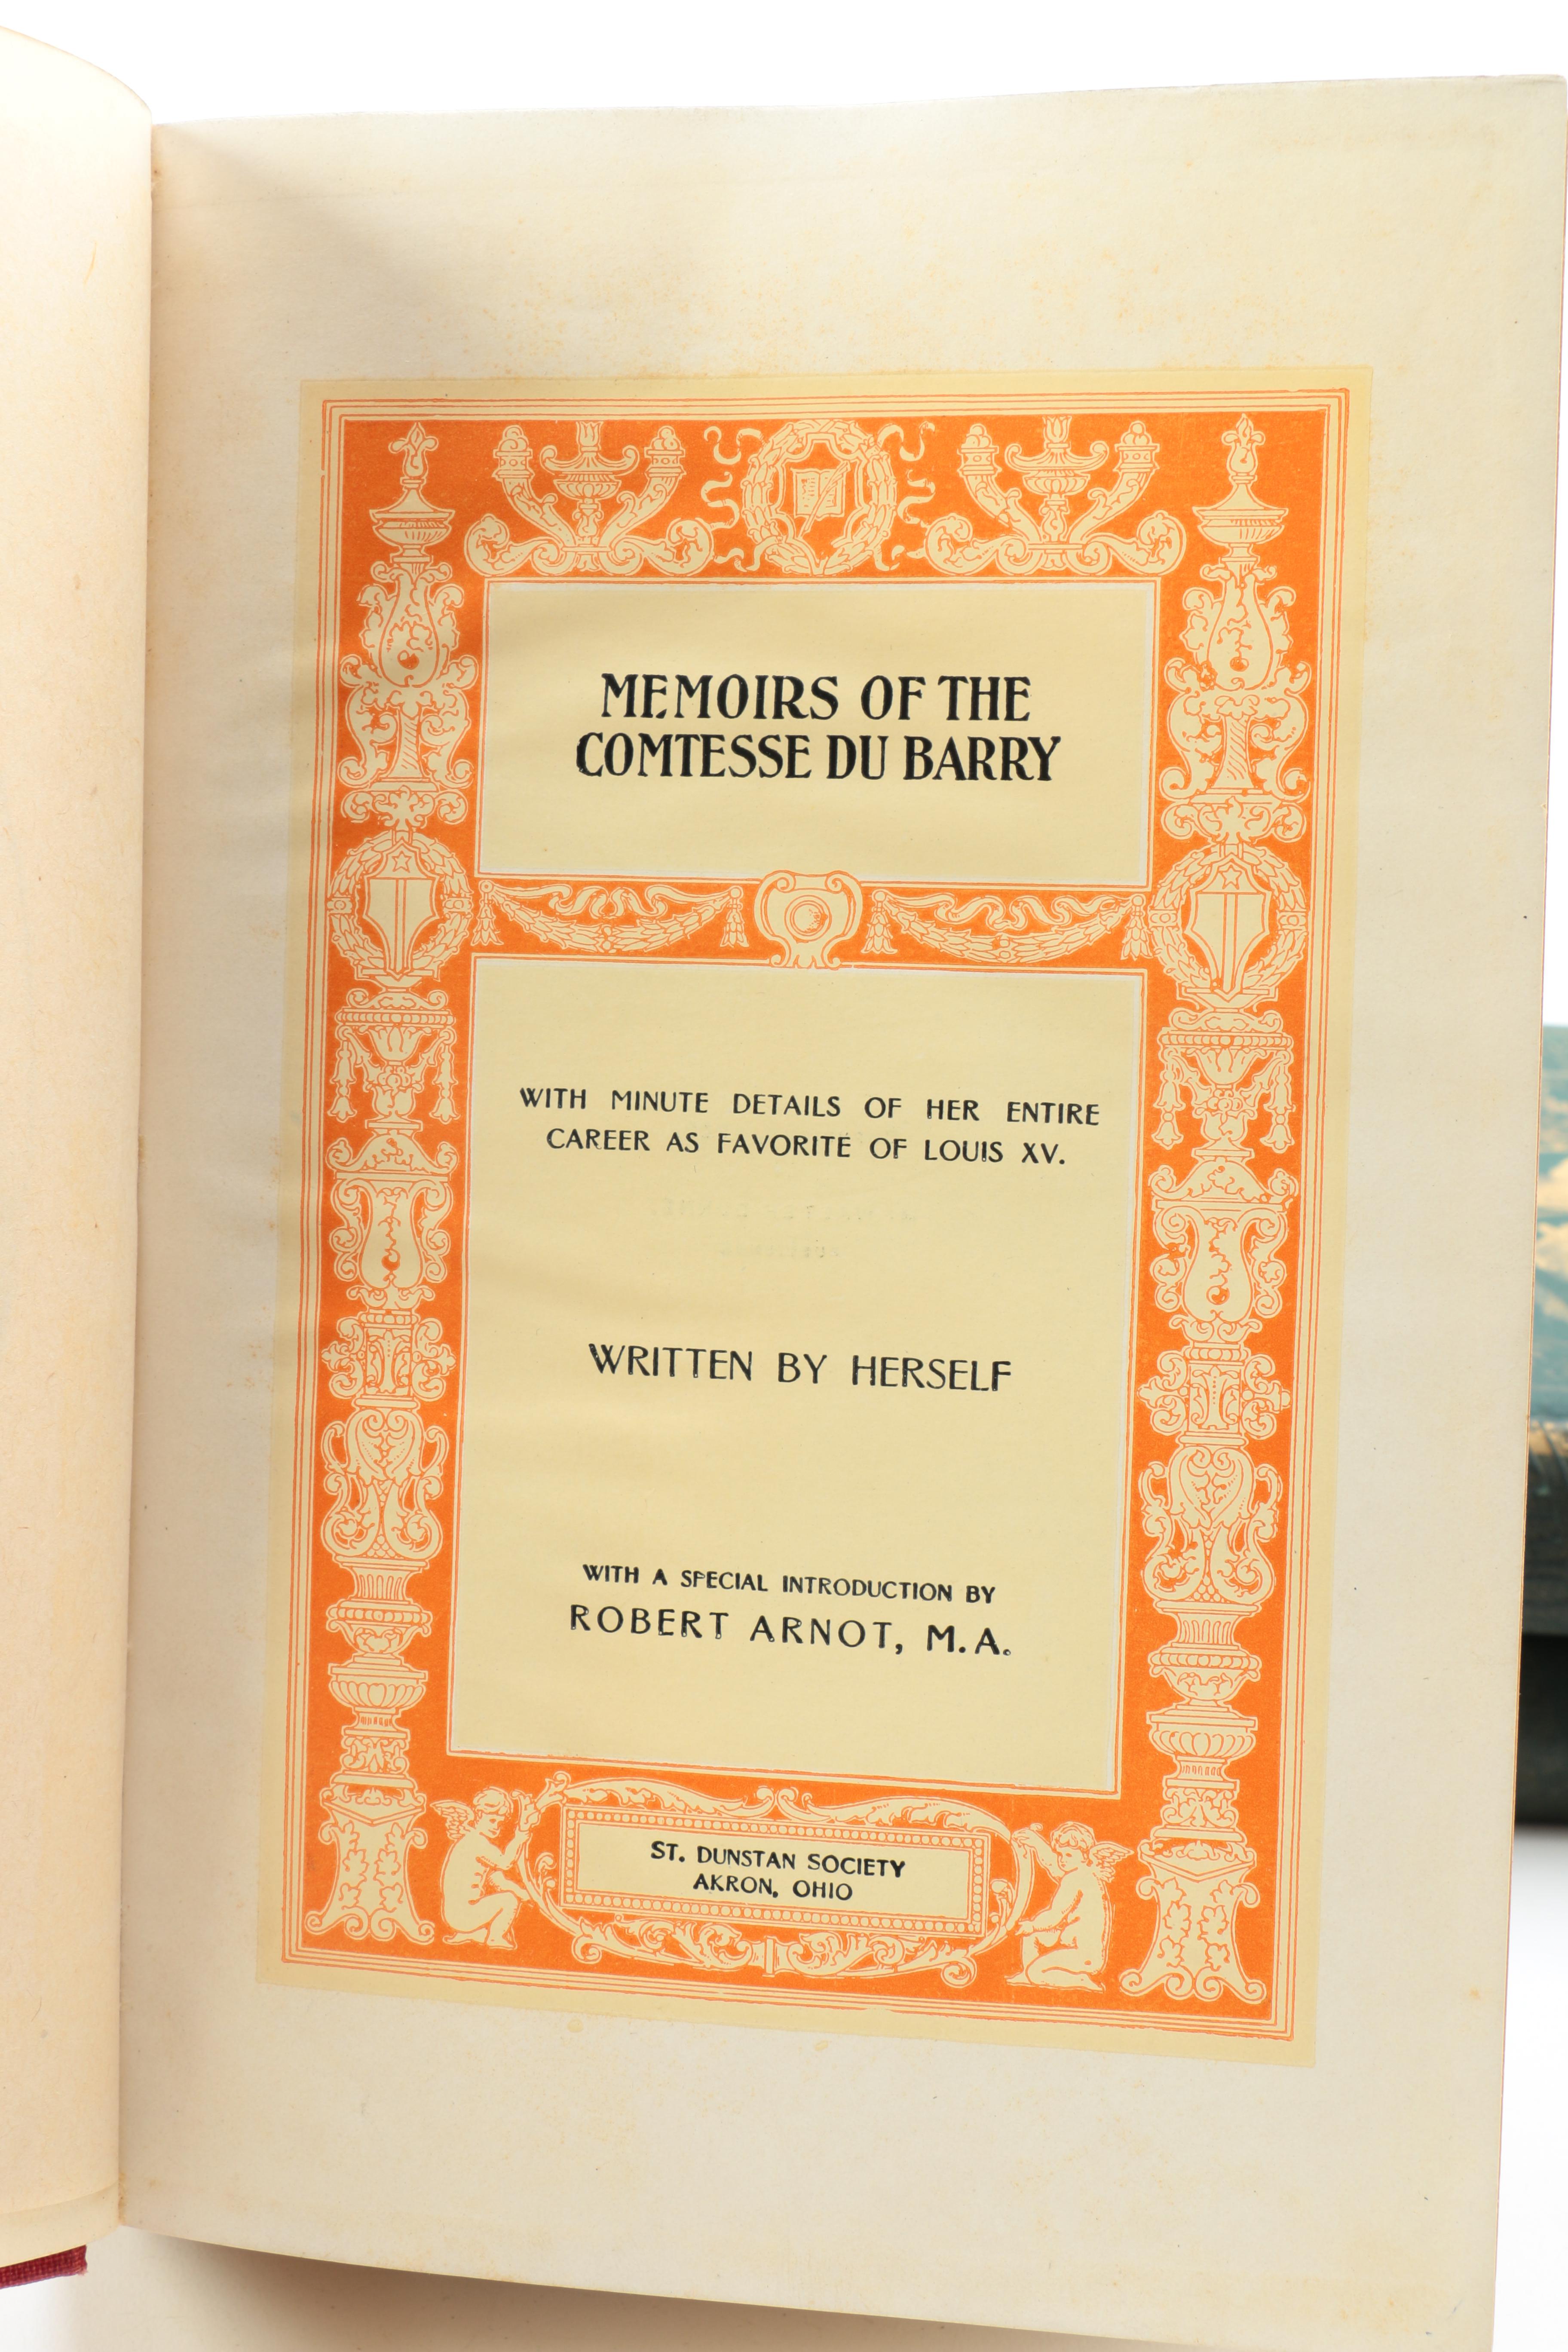 MEMOIRS OF THE
COMTESSE DU BARRY
WITH MINUTE DETAILS OF HER ENTIRE
CAREER AS FAVORITE OF LOUIS XV.
WRITTEN BY HERSELF
WITH A SPECIAL INTRODUCTION BY
ROBERT ARNOT, M.A.
ST. DUNSTAN SOCIETY
AKRON, OHIO